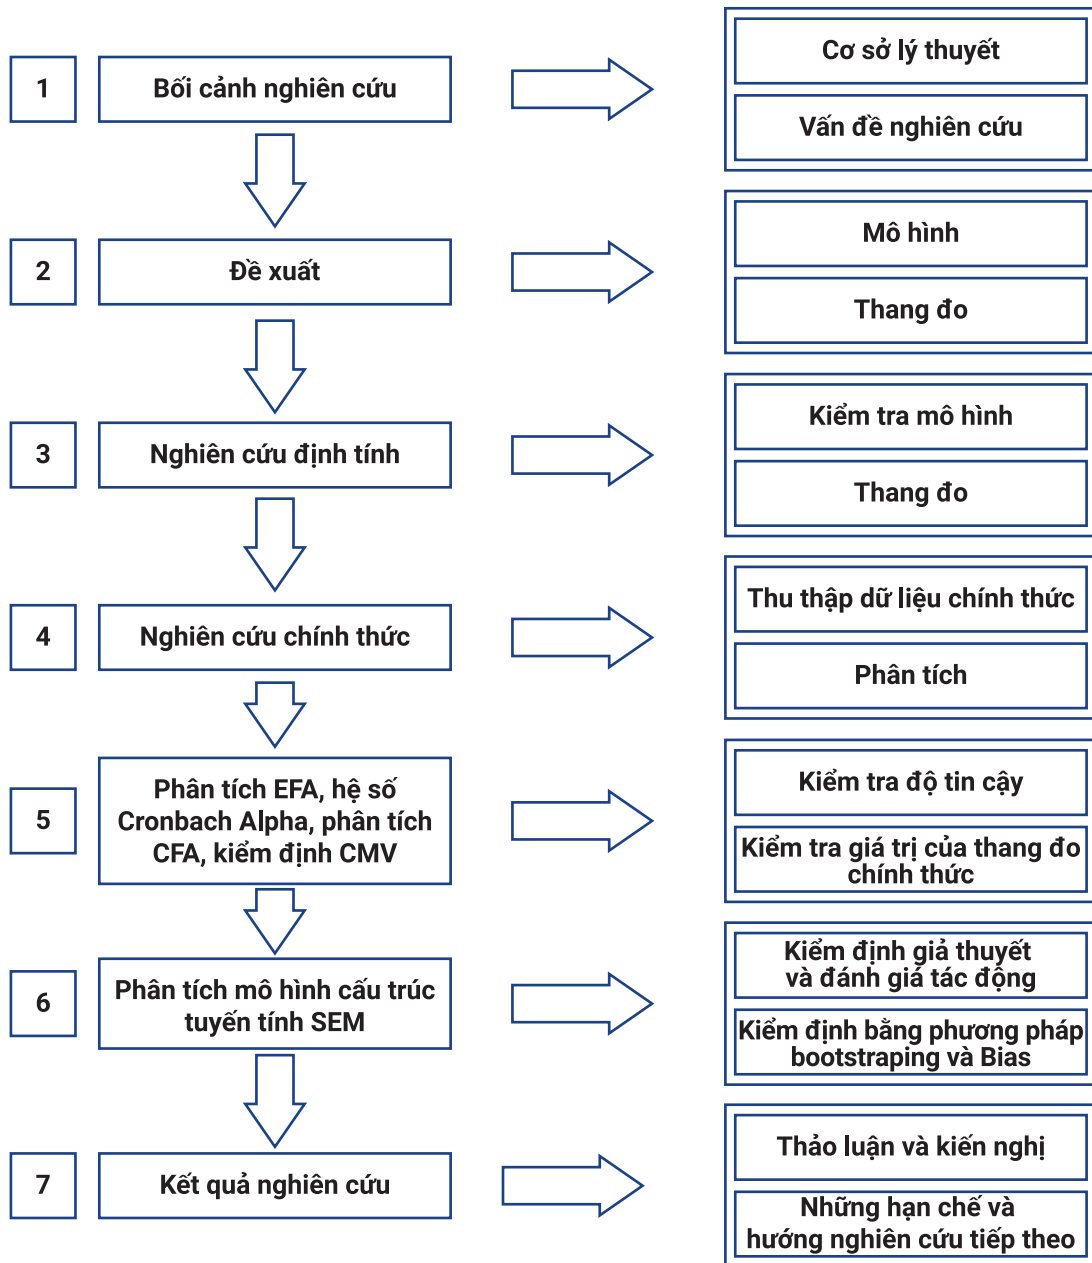 1
Bối cảnh nghiên cứu
Cơ sở lý thuyết
Vấn đề nghiên cứu
2
Đề xuất
Mô hình
Thang đo
3
Nghiên cứu định tính
Kiểm tra mô hình
Thang đo
4
Nghiên cứu chính thức
Thu thập dữ liệu chính thức
Phân tích
5
Phân tích EFA, hệ số
Cronbach Alpha, phân tích
CFA, kiểm định CMV
Kiểm tra độ tin cậy
Kiểm tra giá trị của thang đo
chính thức
6
Phân tích mô hình cấu trúc
tuyến tính SEM
Kiểm định giả thuyết
và đánh giá tác động
Kiểm định bằng phương pháp
bootstraping và Bias
7
Kết quả nghiên cứu
Thảo luận và kiến nghị
Những hạn chế và
hướng nghiên cứu tiếp theo